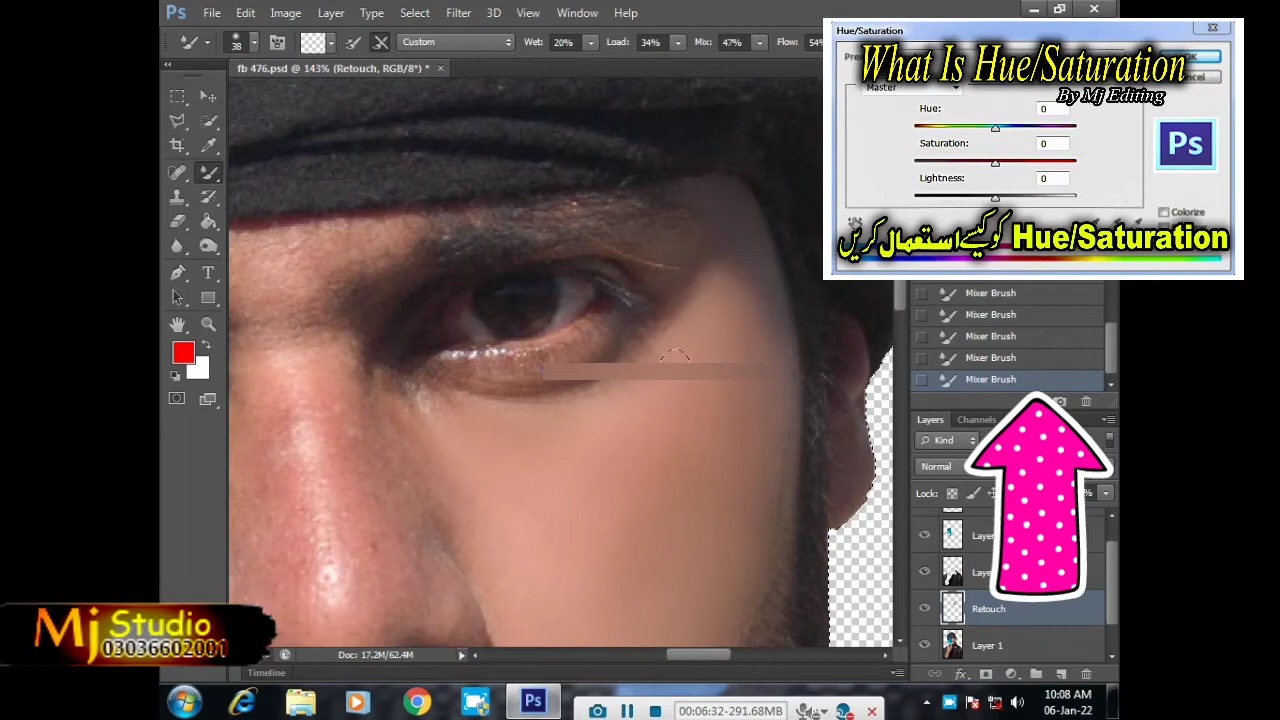 Ps File Edit Image Layer Type Select Filter 3D View Window Help
38 Custom Wet: 20% Load: 34% Mix: 47% Flow: 54%
fb 476.psd @ 143% (Retouch, RGB/8*) * ×
Hue/Saturation
What Is Hue/Saturation
By Mj Editing
Master
Hue: 0
Saturation: 0
Lightness: 0
Ps
Colorize
Hue/Saturation کو کیسے استعمال کریں
Mixer Brush
Mixer Brush
Mixer Brush
Mixer Brush
Mixer Brush
Layers Channels
Kind
Normal
Lock:
Retouch
Layer 1
Mj Studio
03036602001
Doc: 17.2M/62.4M
Timeline
Ps
00:06:32-291.68MB
10:08 AM
06-Jan-22